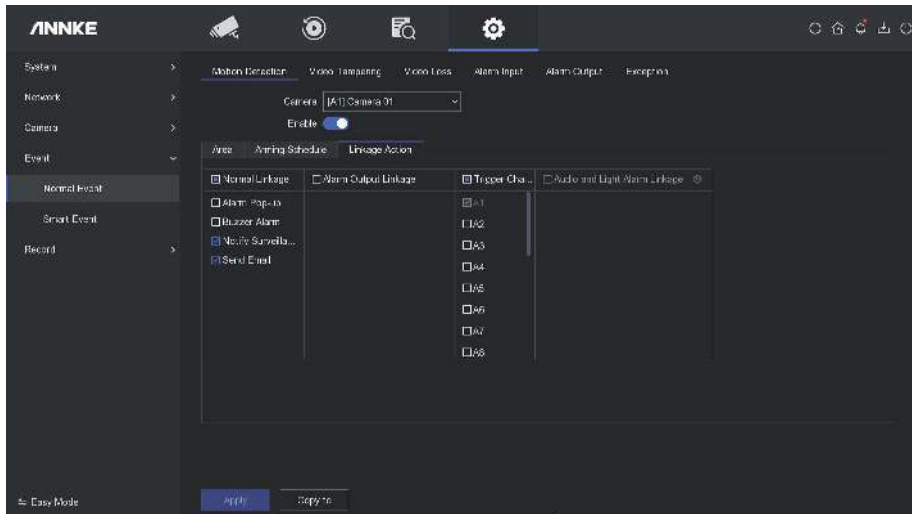 ANNKE
System
Network
Camera
Event
Normal Event
Smart Event
Record
Easy Mode
Motion Detection Video Tampering Video Loss Alarm Input Alarm Output Exception
Camera [A1] Camera 01
Enable
Area Arming Schedule Linkage Action
Normal Linkage Alarm Output Linkage Trigger Cha... Audio and Light Alarm Linkage
Alarm Pop-up A1
Buzzer Alarm A2
Notify Surveilla... A3
Send Email A4
A5
A6
A7
A8
Apply Copy to